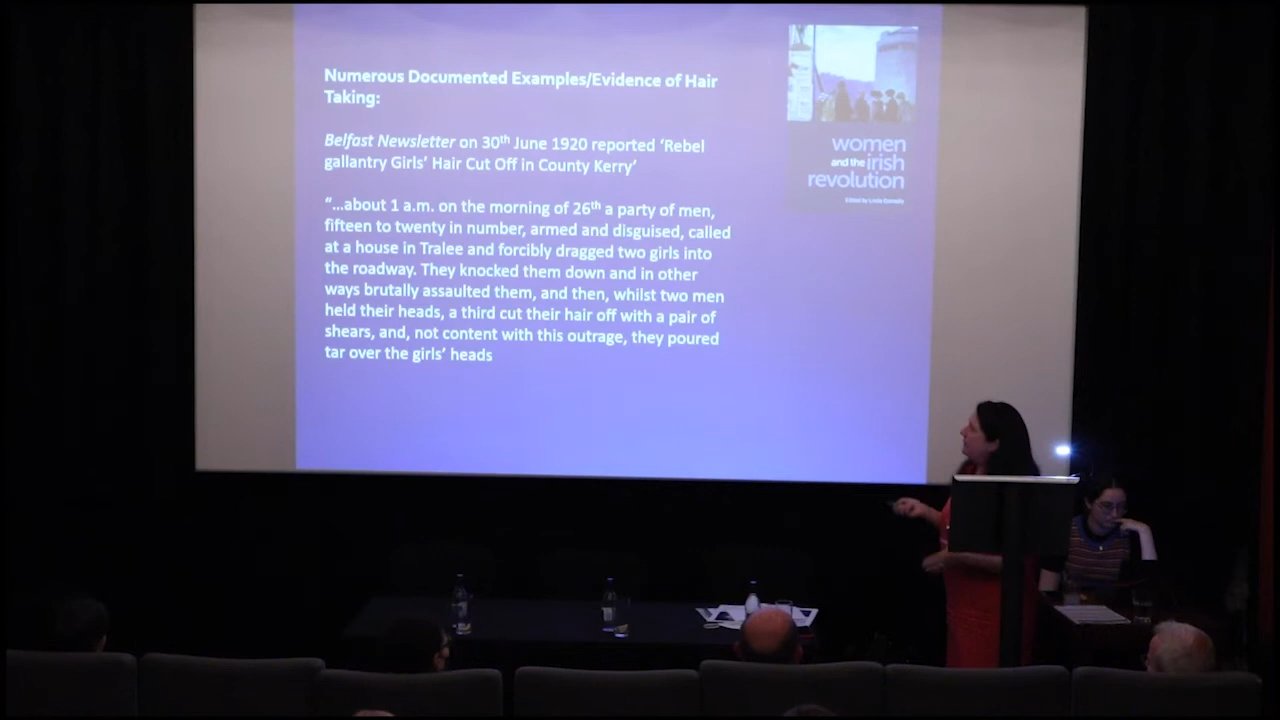 Numerous Documented Examples/Evidence of Hair
Taking:
Belfast Newsletter on 30th June 1920 reported ‘Rebel
gallantry Girls’ Hair Cut Off in County Kerry’
“…about 1 a.m. on the morning of 26th a party of men,
fifteen to twenty in number, armed and disguised, called
at a house in Tralee and forcibly dragged two girls into
the roadway. They knocked them down and in other
ways brutally assaulted them, and then, whilst two men
held their heads, a third cut their hair off with a pair of
shears, and, not content with this outrage, they poured
tar over the girls’ heads
women
and the irish
revolution
Edited by Linda Connolly